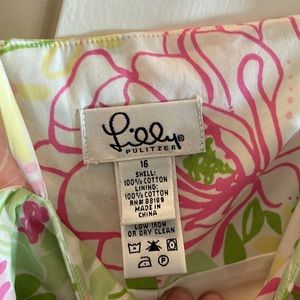 Lilly®
PULITZER
16
SHELL:
100% COTTON
LINING:
100% COTTON
RN# 88189
MADE IN
CHINA
LOW IRON
OR DRY CLEAN